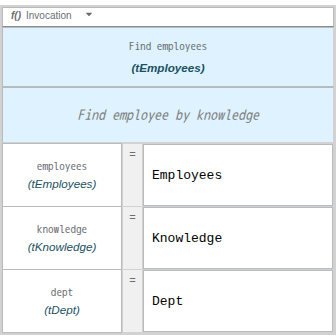 f() Invocation
Find employees
(tEmployees)
Find employee by knowledge
employees
(tEmployees)
=
Employees
knowledge
(tKnowledge)
=
Knowledge
dept
(tDept)
=
Dept